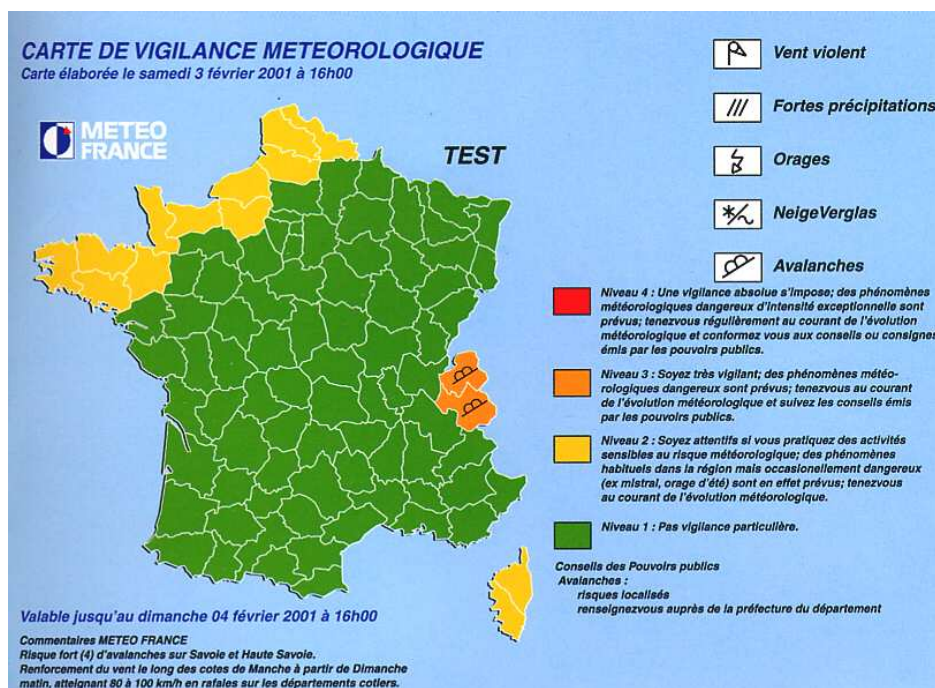 CARTE DE VIGILANCE METEOROLOGIQUE
Carte élaborée le samedi 3 février 2001 à 16h00
METEO
FRANCE
TEST
Vent violent
Fortes précipitations
Orages
NeigeVerglas
Avalanches
Niveau 4 : Une vigilance absolue s'impose; des phénomènes
météorologiques dangereux d'intensité exceptionnelle sont
prévus; tenezvous régulièrement au courant de l'évolution
météorologique et conformez vous aux conseils ou consignes
émis par les pouvoirs publics.
Niveau 3 : Soyez très vigilant; des phénomènes météo-
rologiques dangereux sont prévus; tenezvous au courant
de l'évolution météorologique et suivez les conseils émis
par les pouvoirs publics.
Niveau 2 : Soyez attentifs si vous pratiquez des activités
sensibles au risque météorologique; des phénomènes
habituels dans la région mais occasionellement dangereux
(ex mistral, orage d'été) sont en effet prévus; tenezvous
au courant de l'évolution météorologique.
Niveau 1 : Pas vigilance particulière.
Conseils des Pouvoirs publics
Avalanches :
risques localisés
renseignezvous auprès de la préfecture du département
Valable jusqu'au dimanche 04 février 2001 à 16h00
Commentaires METEO FRANCE
Risque fort (4) d'avalanches sur Savoie et Haute Savoie.
Renforcement du vent le long des cotes de Manche à partir de Dimanche
matin, atteignant 80 à 100 km/h en rafales sur les départements cotiers.